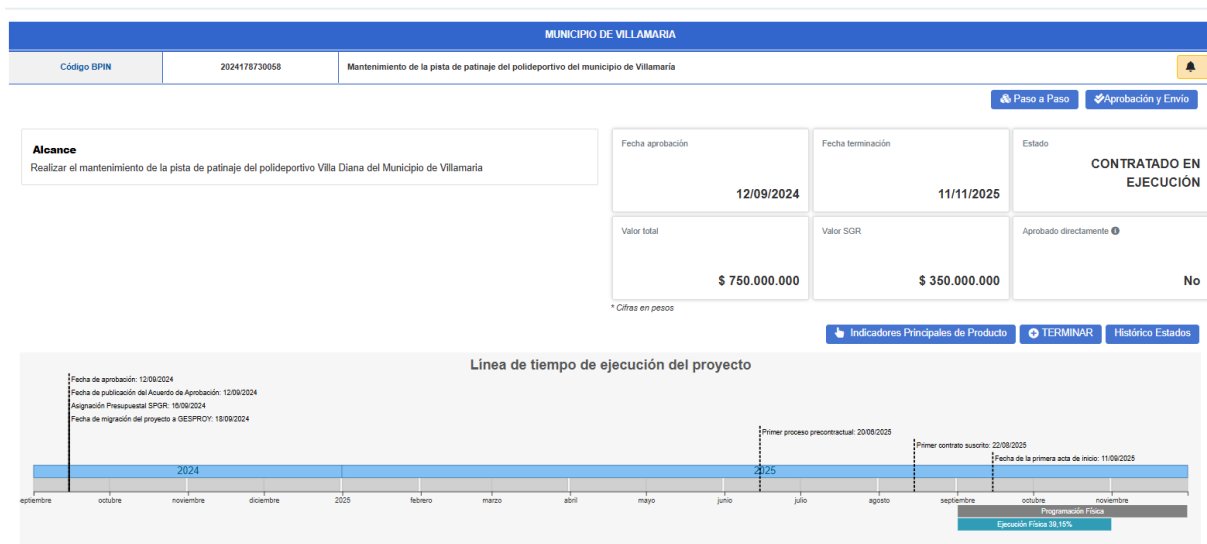 MUNICIPIO DE VILLAMARIA
Código BPIN 2024178730058 Mantenimiento de la pista de patinaje del polideportivo del municipio de Villamaría
Paso a Paso Aprobación y Envío
Alcance
Realizar el mantenimiento de la pista de patinaje del polideportivo Villa Diana del Municipio de Villamaria
Fecha aprobación
12/09/2024
Fecha terminación
11/11/2025
Estado
CONTRATADO EN
EJECUCIÓN
Valor total
$ 750.000.000
Valor SGR
$ 350.000.000
Aprobado directamente
No
* Cifras en pesos
Indicadores Principales de Producto TERMINAR Histórico Estados
Línea de tiempo de ejecución del proyecto
Fecha de aprobación: 12/09/2024
Fecha de publicación del Acuerdo de Aprobación: 12/09/2024
Asignación Presupuestal SPGR: 16/09/2024
Fecha de migración del proyecto a GESPROY: 18/09/2024
Primer proceso precontractual: 20/06/2025
Primer contrato suscrito: 22/08/2025
Fecha de la primera acta de inicio: 11/09/2025
2024 2025
eptiembre octubre noviembre diciembre 2025 febrero marzo abril mayo junio julio agosto septiembre octubre noviembre
Programación Física
Ejecución Física 39,15%